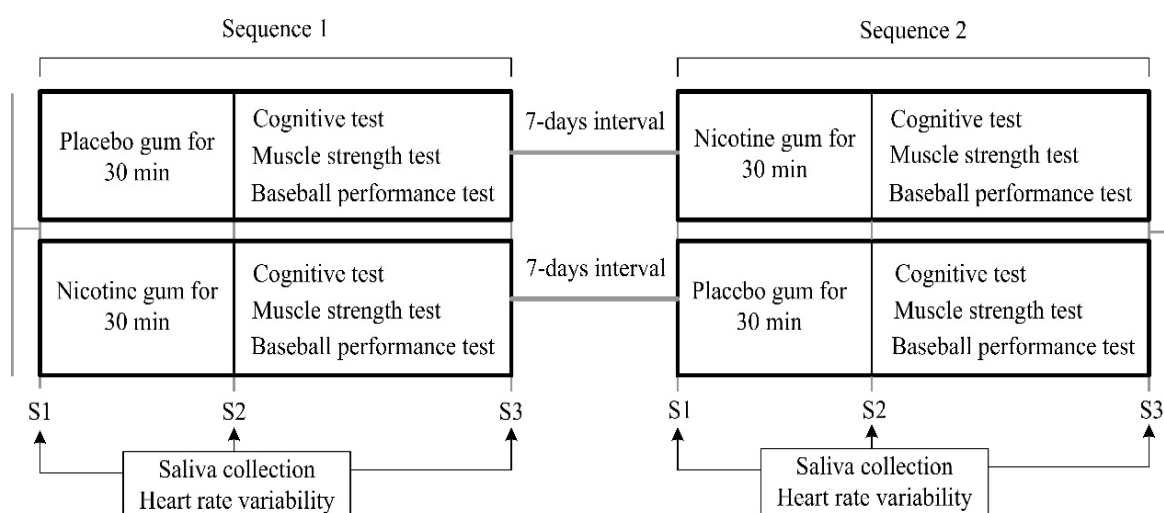 Sequence 1
Sequence 2
Placebo gum for
30 min
Cognitive test
Muscle strength test
Baseball performance test
7-days interval
Nicotine gum for
30 min
Cognitive test
Muscle strength test
Baseball performance test
Nicotine gum for
30 min
Cognitive test
Muscle strength test
Baseball performance test
7-days interval
Placebo gum for
30 min
Cognitive test
Muscle strength test
Baseball performance test
S1
S2
S3
S1
S2
S3
Saliva collection
Heart rate variability
Saliva collection
Heart rate variability